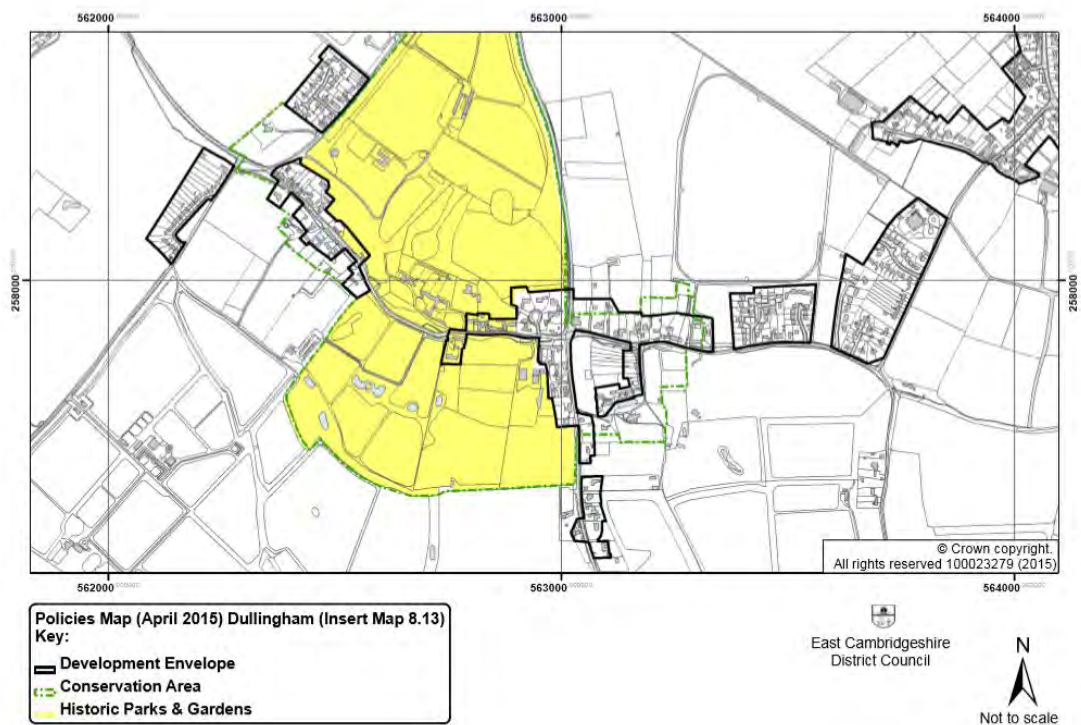 562000
563000
564000
258000
258000
© Crown copyright.
All rights reserved 100023279 (2015)
562000
563000
564000
Policies Map (April 2015) Dullingham (Insert Map 8.13)
Key:
Development Envelope
Conservation Area
Historic Parks & Gardens
East Cambridgeshire
District Council
N
Not to scale